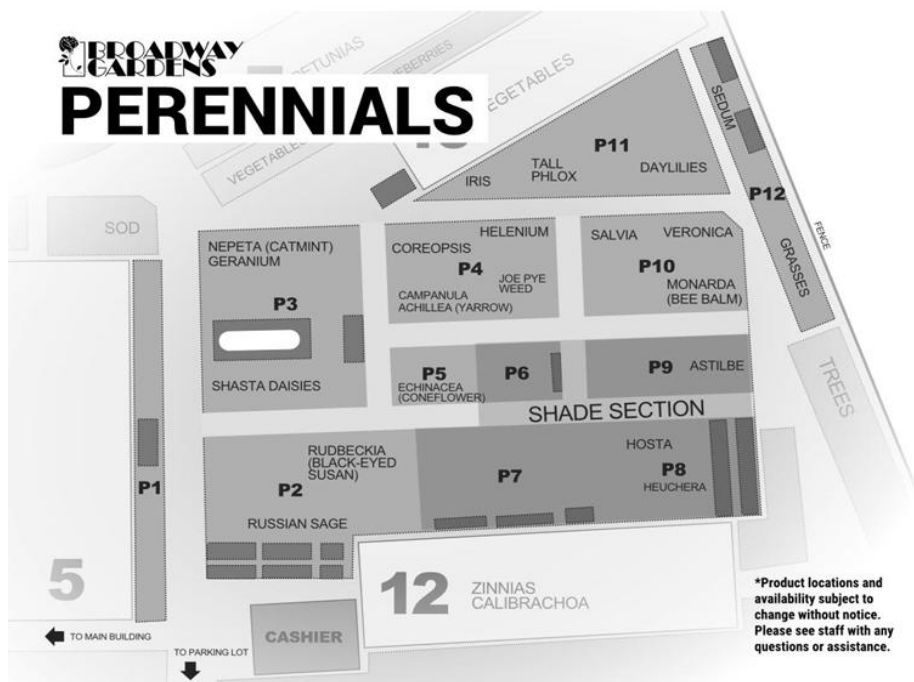 BROADWAY
GARDENS
PERENNIALS
PETUNIAS
VEGETABLES
VEGETABLES
SOD
NEPETA (CATMINT)
GERANIUM
P3
SHASTA DAISIES
HELENIUM
COREOPSIS
P4
JOE PYE
WEED
CAMPANULA
ACHILLEA (YARROW)
P11
IRIS
TALL
PHLOX
DAYLILIES
SEDUM
P12
GRASSES
FENCE
SALVIA
VERONICA
P10
MONARDA
(BEE BALM)
P5
ECHINACEA
(CONEFLOWER)
P6
P9
ASTILBE
SHADE SECTION
TREES
P1
RUDBECKIA
(BLACK-EYED
SUSAN)
P2
RUSSIAN SAGE
P7
HOSTA
P8
HEUCHERA
5
12
ZINNIAS
CALIBRACHOA
CASHIER
TO MAIN BUILDING
TO PARKING LOT
*Product locations and
availability subject to
change without notice.
Please see staff with any
questions or assistance.